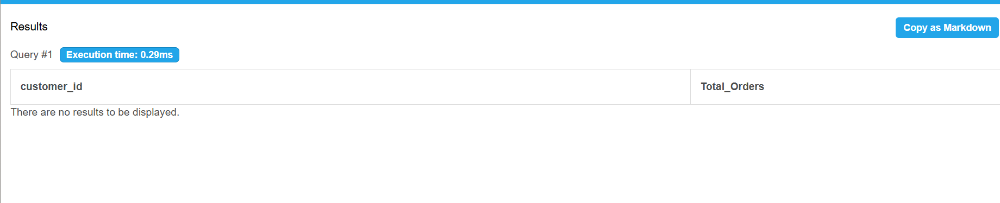 Results
Copy as Markdown
Query #1 Execution time: 0.29ms
customer_id Total_Orders
There are no results to be displayed.